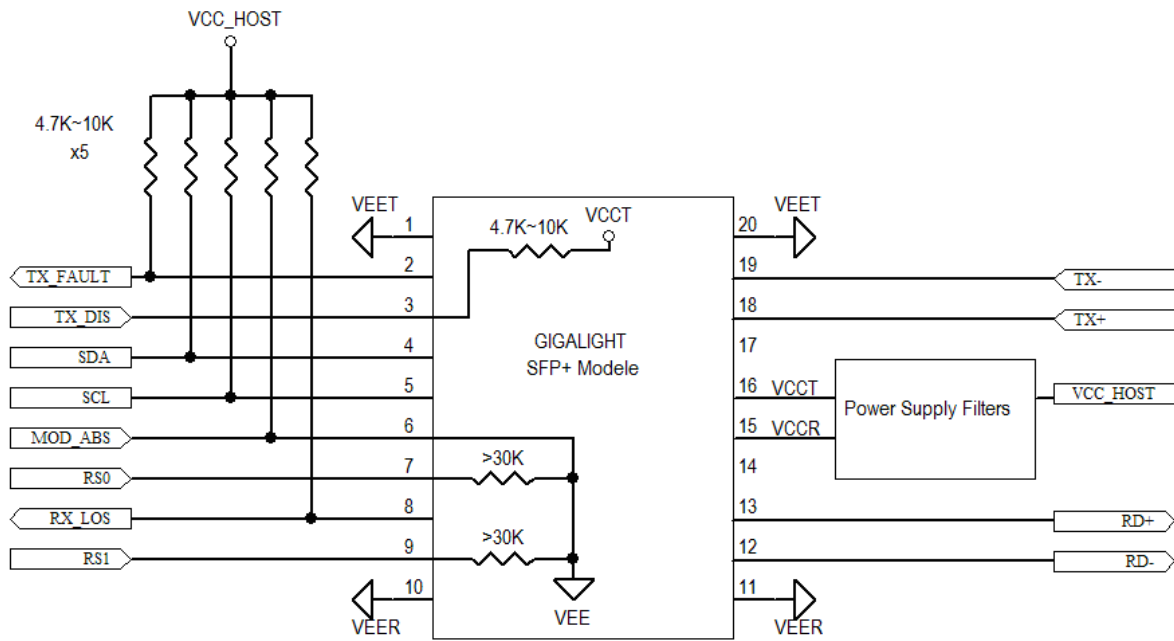 VCC_HOST
4.7K~10K
x5
VEET
1
4.7K~10K
VCCT
20
VEET
TX_FAULT
2
19
TX-
TX_DIS
3
18
TX+
GIGALIGHT
SFP+ Modele
SDA
4
17
SCL
5
16
VCCT
Power Supply Filters
VCC_HOST
MOD_ABS
6
15
VCCR
RS0
7
>30K
14
RX_LOS
8
13
RD+
RS1
9
>30K
12
RD-
10
VEER
VEE
11
VEER